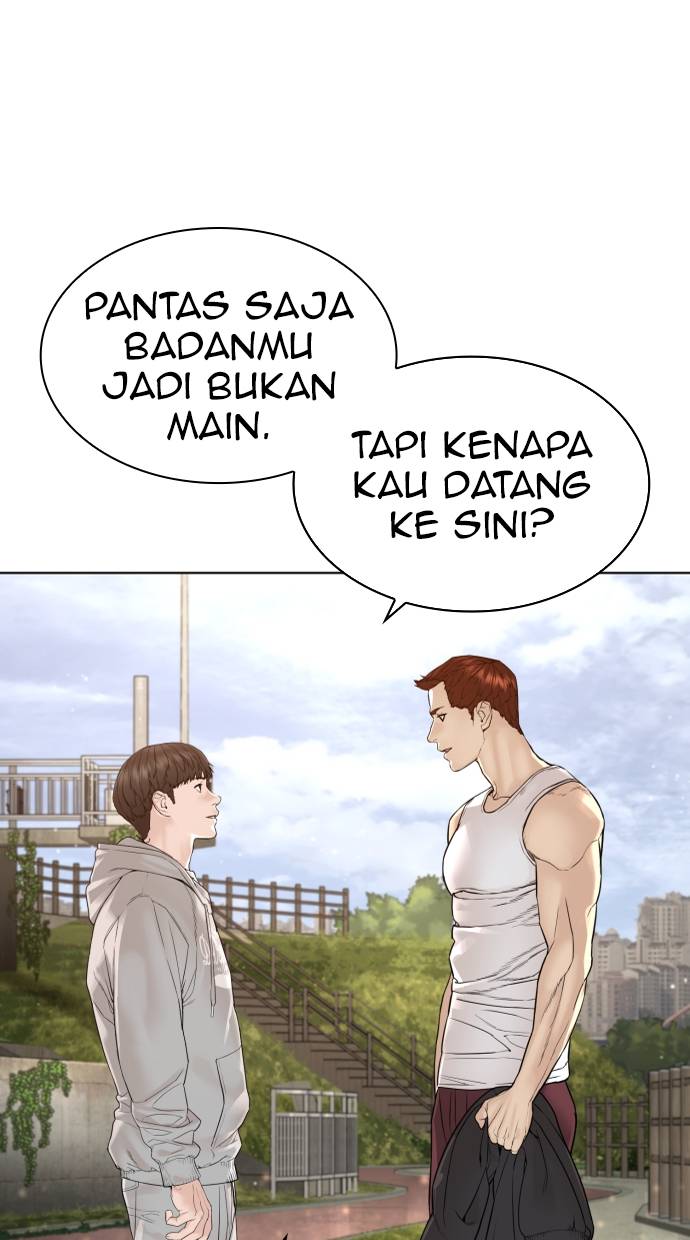 PANTAS SAJA
BADANMU
JADI BUKAN
MAIN.
TAPI KENAPA
KAU DATANG
KE SINI?